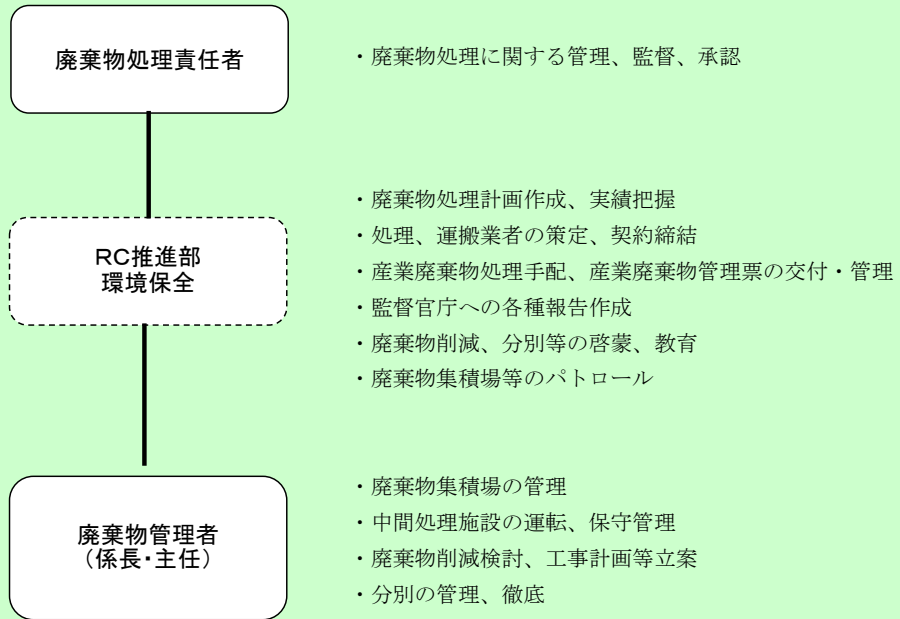 廃棄物処理責任者
・廃棄物処理に関する管理、監督、承認
RC推進部
環境保全
・廃棄物処理計画作成、実績把握
・処理、運搬業者の策定、契約締結
・産業廃棄物処理手配、産業廃棄物管理票の交付・管理
・監督官庁への各種報告作成
・廃棄物削減、分別等の啓蒙、教育
・廃棄物集積場等のパトロール
廃棄物管理者
（係長・主任）
・廃棄物集積場の管理
・中間処理施設の運転、保守管理
・廃棄物削減検討、工事計画等立案
・分別の管理、徹底